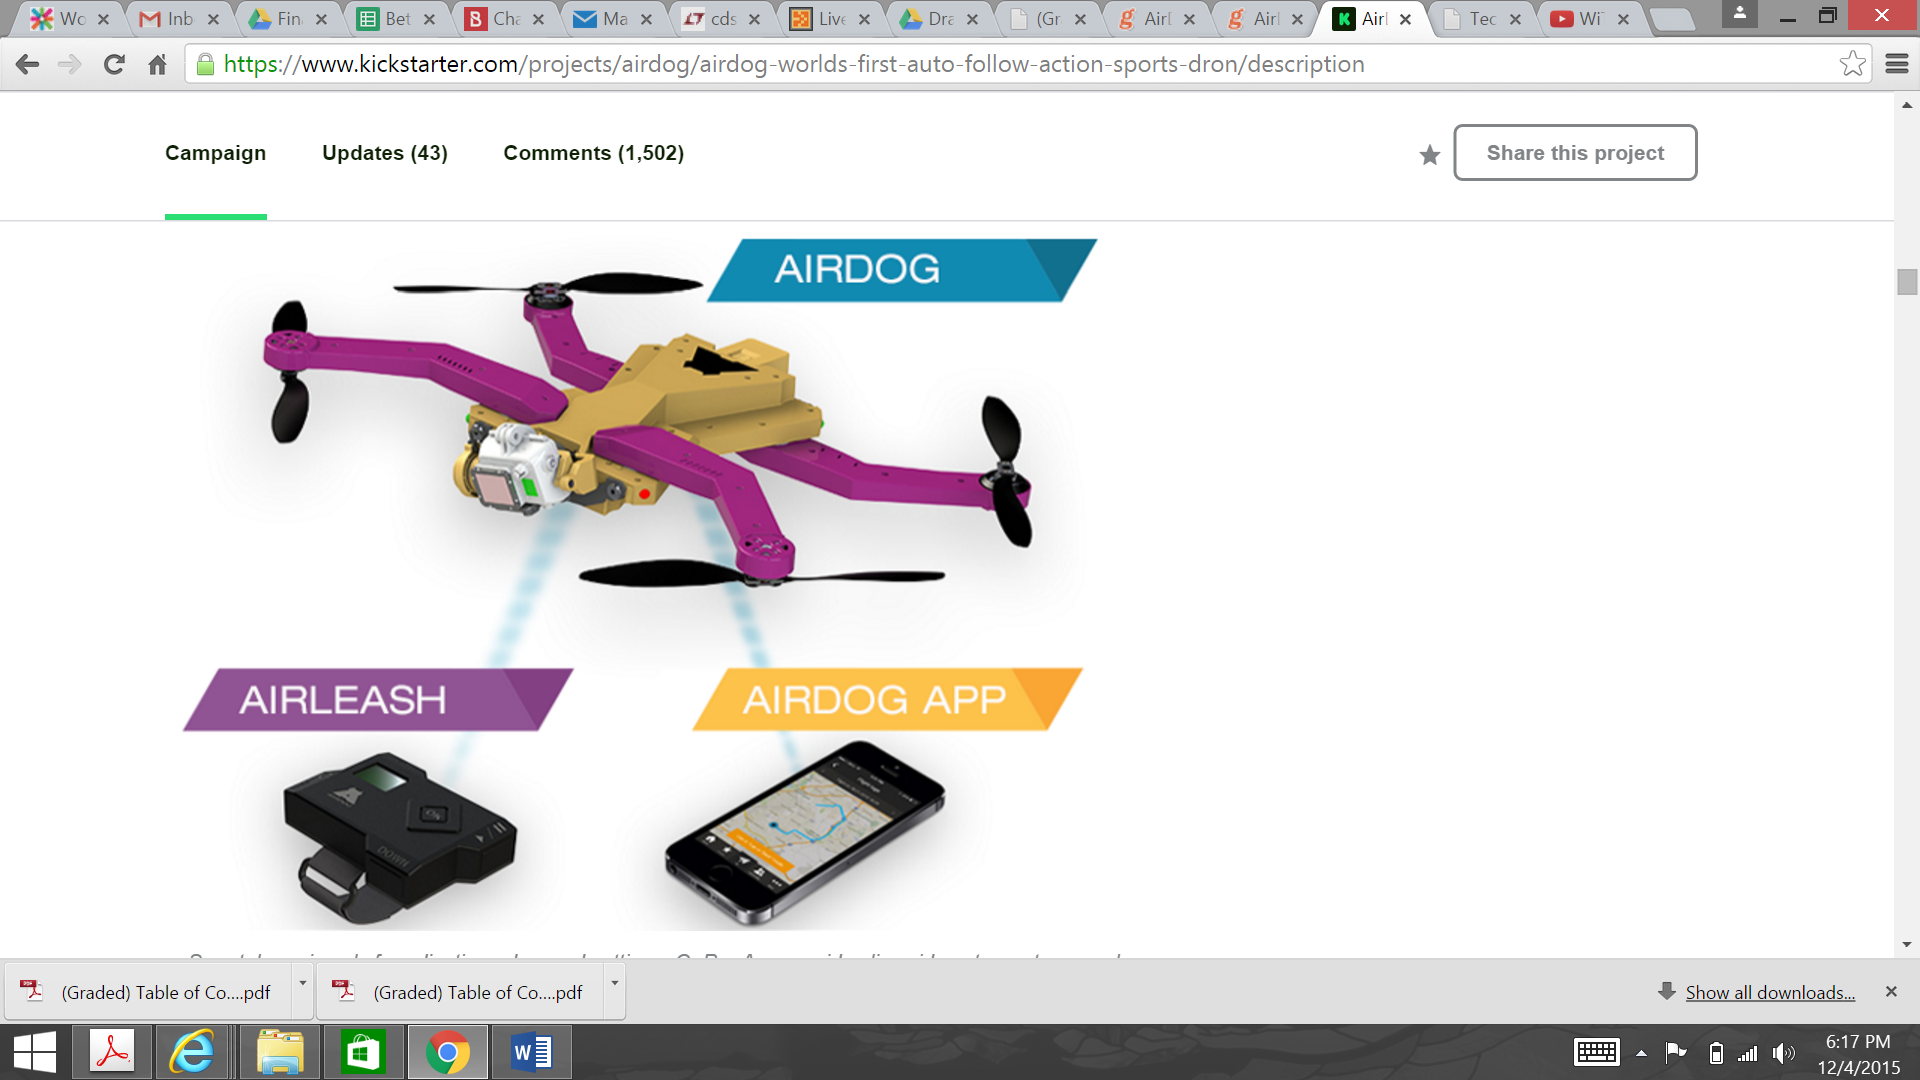 Wo
Inb
Fin
Bet
Cha
Ma
cds
Live
Dra
(Gr
AirD
Airl
Airl
Tec
WiT
https://www.kickstarter.com/projects/airdog/airdog-worlds-first-auto-follow-action-sports-dron/description
Campaign Updates (43) Comments (1,502) Share this project
AIRDOG
AIRLEASH
AIRDOG APP
DOWN
(Graded) Table of Co....pdf
(Graded) Table of Co....pdf
Show all downloads...
6:17 PM
12/4/2015